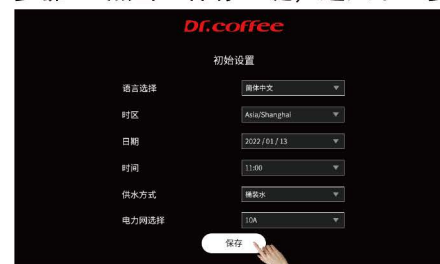 Dr.coffee
初始设置
语言选择 简体中文
时区 Asia/Shanghai
日期 2022 / 01 / 13
时间 11:00
供水方式 桶装水
电力网选择 10A
保存